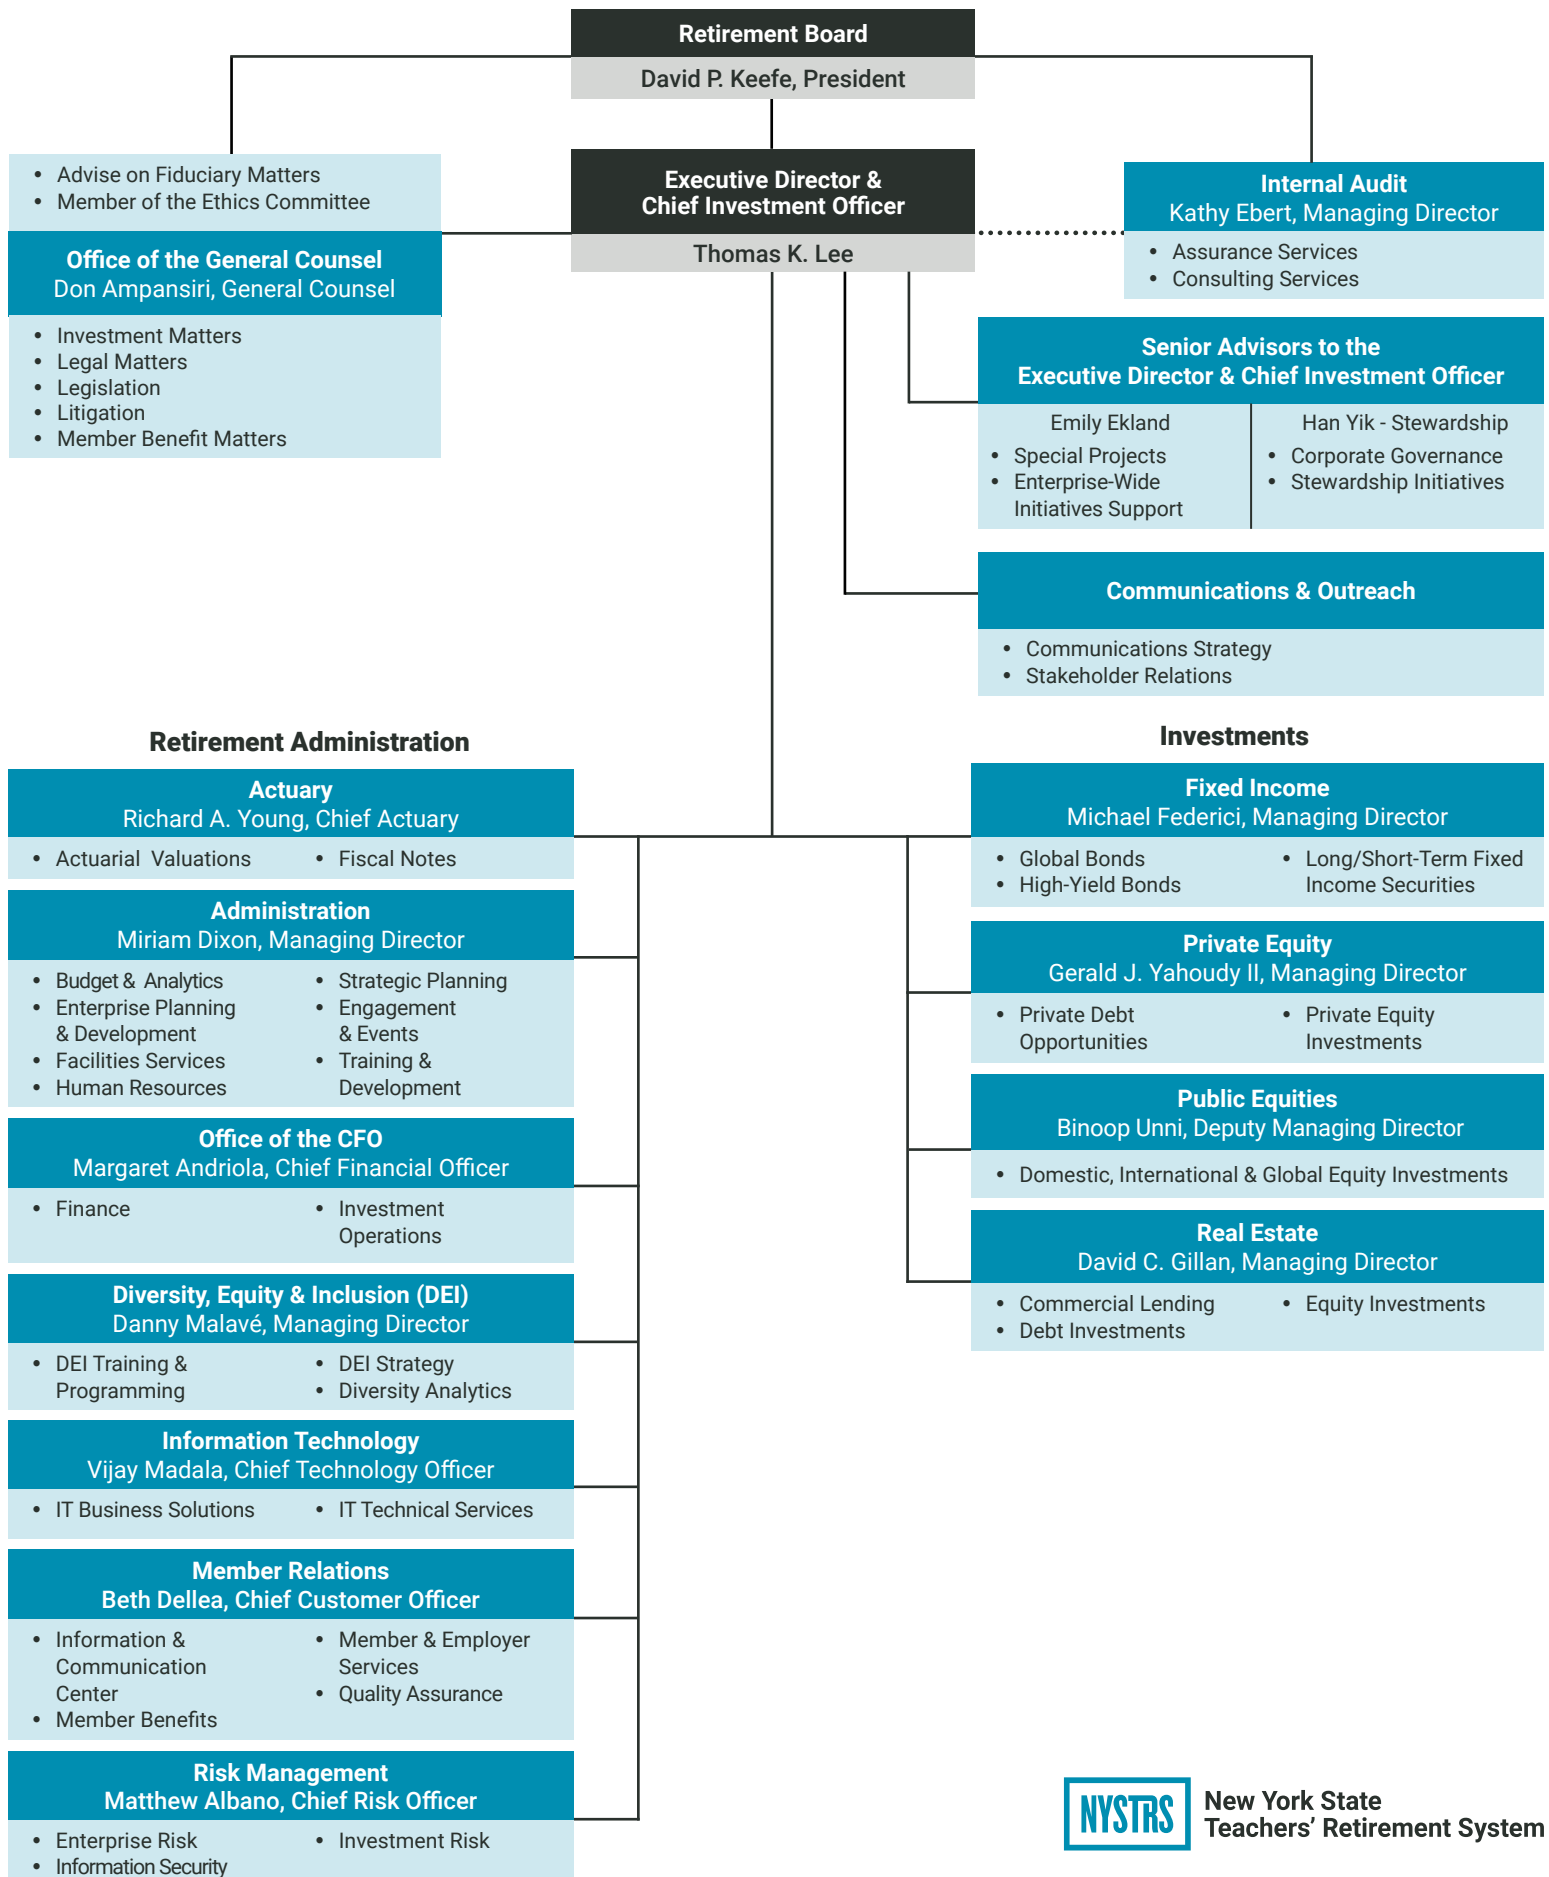 Retirement Board
David P. Keefe, President
• Advise on Fiduciary Matters
• Member of the Ethics Committee
Office of the General Counsel
Don Ampansiri, General Counsel
• Investment Matters
• Legal Matters
• Legislation
• Litigation
• Member Benefit Matters
Executive Director &
Chief Investment Officer
Thomas K. Lee
Internal Audit
Kathy Ebert, Managing Director
• Assurance Services
• Consulting Services
Senior Advisors to the
Executive Director & Chief Investment Officer
Emily Ekland
• Special Projects
• Enterprise-Wide
Initiatives Support
Han Yik - Stewardship
• Corporate Governance
• Stewardship Initiatives
Communications & Outreach
• Communications Strategy
• Stakeholder Relations
Retirement Administration
Actuary
Richard A. Young, Chief Actuary
• Actuarial Valuations
• Fiscal Notes
Administration
Miriam Dixon, Managing Director
• Budget & Analytics
• Enterprise Planning
& Development
• Facilities Services
• Human Resources
• Strategic Planning
• Engagement
& Events
• Training &
Development
Office of the CFO
Margaret Andriola, Chief Financial Officer
• Finance
• Investment
Operations
Diversity, Equity & Inclusion (DEI)
Danny Malavé, Managing Director
• DEI Training &
Programming
• DEI Strategy
• Diversity Analytics
Information Technology
Vijay Madala, Chief Technology Officer
• IT Business Solutions
• IT Technical Services
Member Relations
Beth Dellea, Chief Customer Officer
• Information &
Communication
Center
• Member Benefits
• Member & Employer
Services
• Quality Assurance
Risk Management
Matthew Albano, Chief Risk Officer
• Enterprise Risk
• Information Security
• Investment Risk
Investments
Fixed Income
Michael Federici, Managing Director
• Global Bonds
• High-Yield Bonds
• Long/Short-Term Fixed
Income Securities
Private Equity
Gerald J. Yahoudy II, Managing Director
• Private Debt
Opportunities
• Private Equity
Investments
Public Equities
Binoop Unni, Deputy Managing Director
• Domestic, International & Global Equity Investments
Real Estate
David C. Gillan, Managing Director
• Commercial Lending
• Debt Investments
• Equity Investments
NYSTRS
New York State
Teachers’ Retirement System